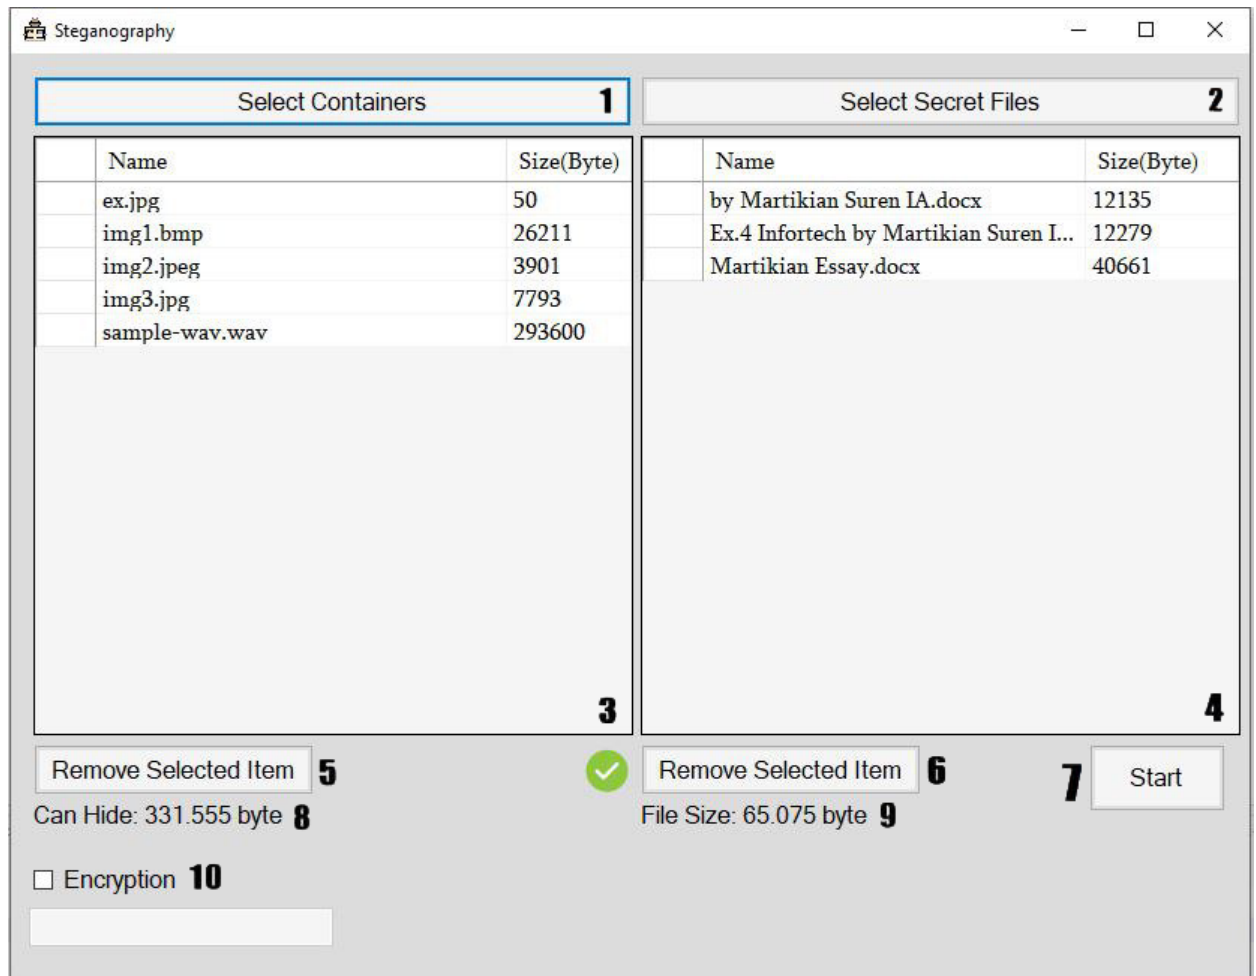 Steganography
Select Containers 1 Select Secret Files 2
Name Size(Byte) Name Size(Byte)
ex.jpg 50 by Martikian Suren IA.docx 12135
img1.bmp 26211 Ex.4 Infortech by Martikian Suren I... 12279
img2.jpeg 3901 Martikian Essay.docx 40661
img3.jpg 7793
sample-wav.wav 293600
3 4
Remove Selected Item 5 Remove Selected Item 6 7 Start
Can Hide: 331.555 byte 8 File Size: 65.075 byte 9
Encryption 10